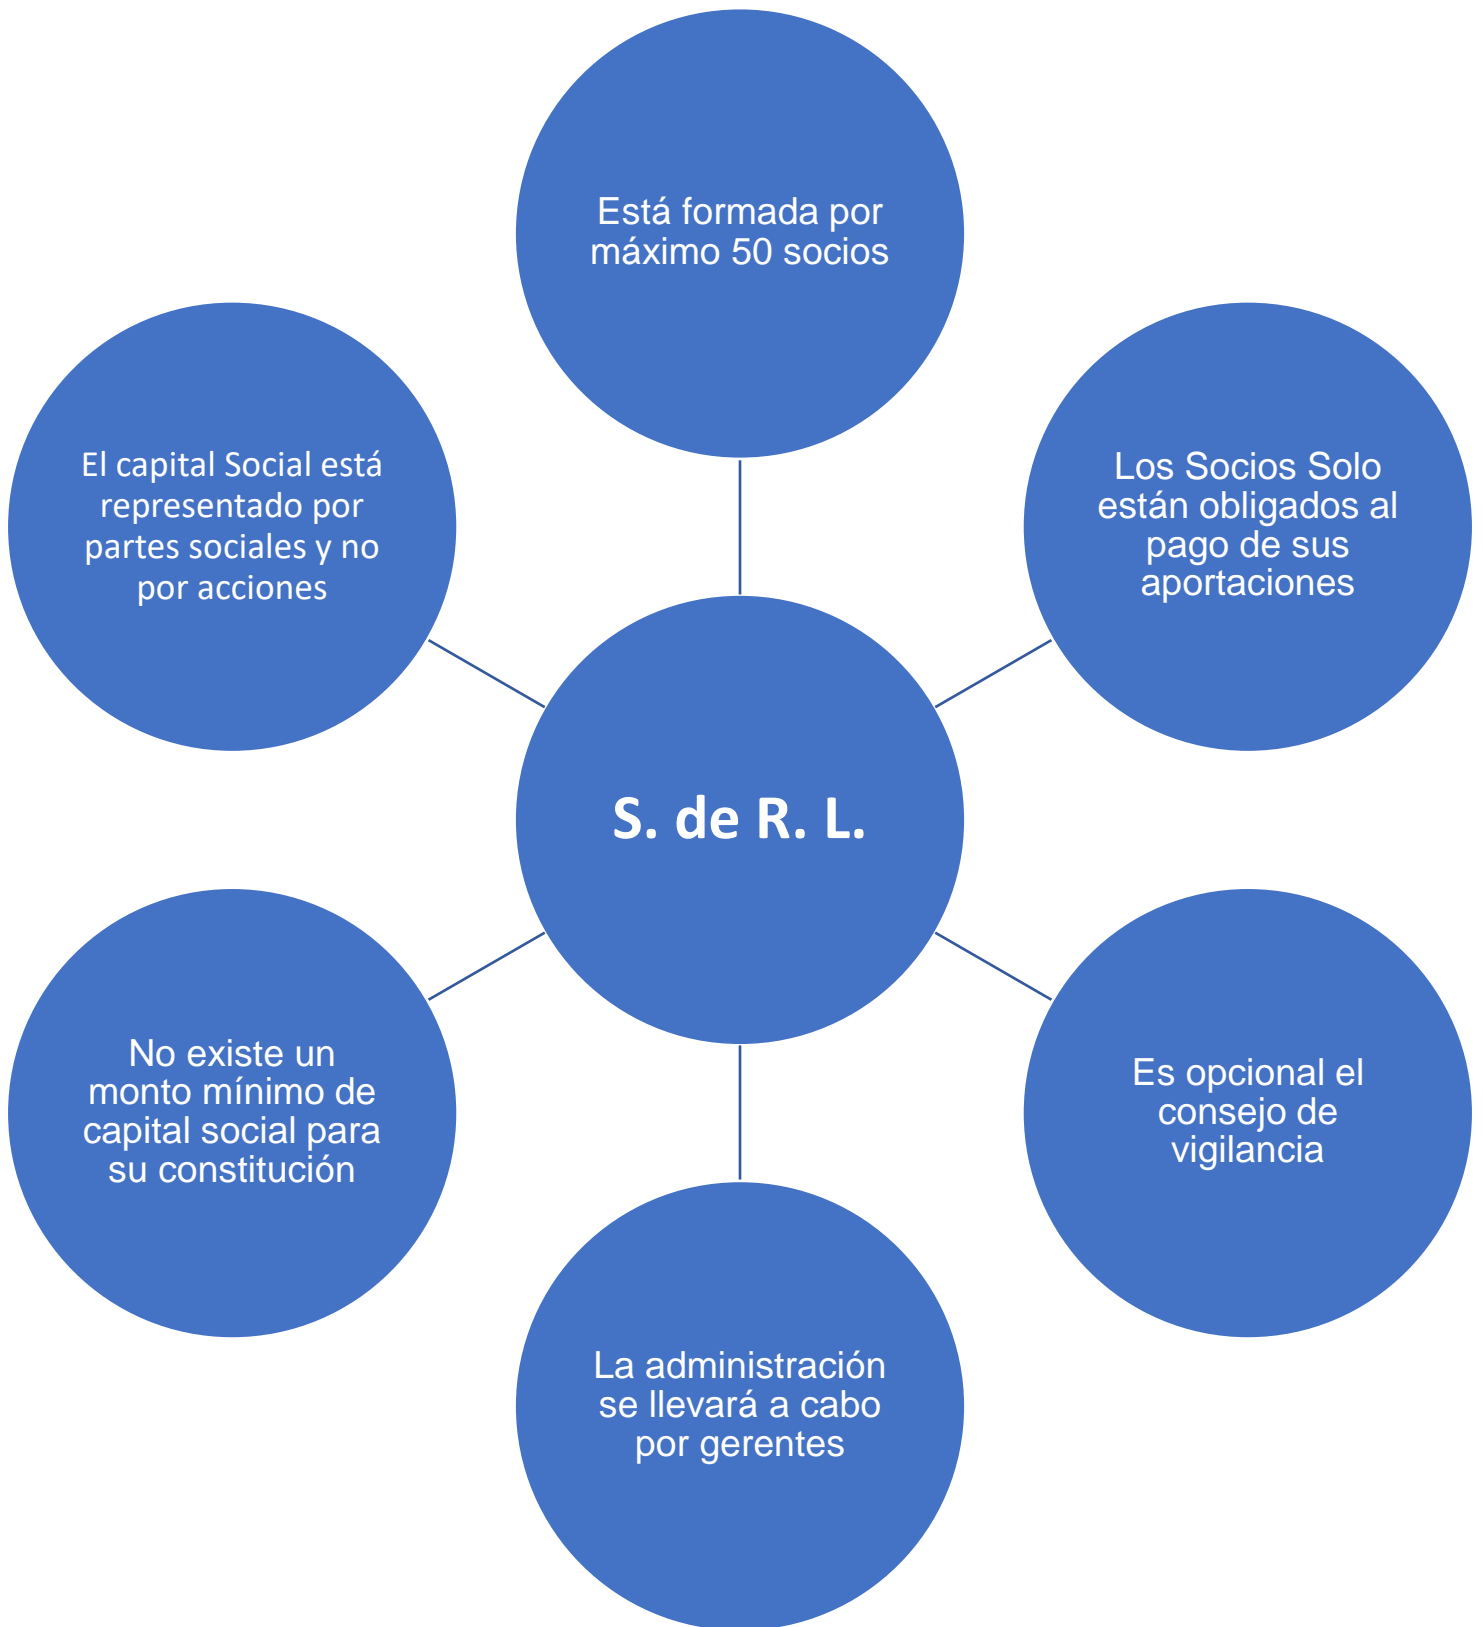 Está formada por
máximo 50 socios
Los Socios Solo
están obligados al
pago de sus
aportaciones
Es opcional el
consejo de
vigilancia
La administración
se llevará a cabo
por gerentes
No existe un
monto mínimo de
capital social para
su constitución
El capital Social está
representado por
partes sociales y no
por acciones
S. de R. L.